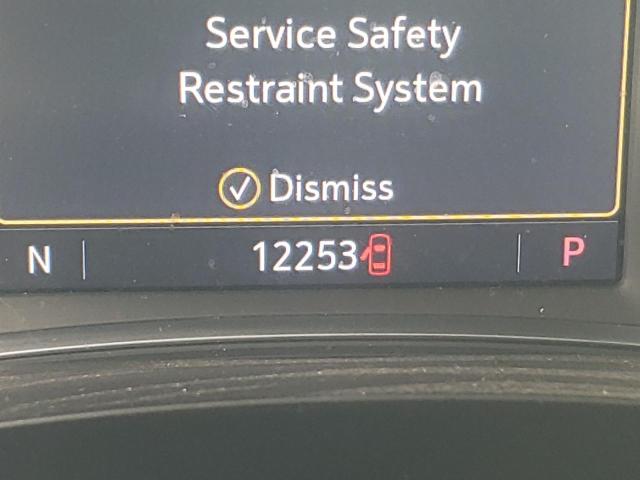 Service Safety
Restraint System
Dismiss
N 12253 P